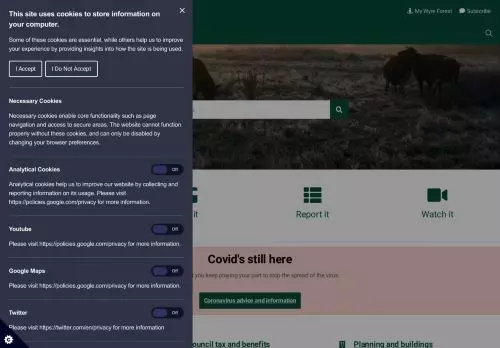 This site uses cookies to store information on
your computer.
Some of these cookies are essential, while others help us to improve
your experience by providing insights into how the site is being used.
I Accept
I Do Not Accept
Necessary Cookies
Necessary cookies enable core functionality such as page
navigation and access to secure areas. The website cannot function
properly without these cookies, and can only be disabled by
changing your browser preferences.
Analytical Cookies
Off
Analytical cookies help us to improve our website by collecting and
reporting information on its usage. Please visit
https://policies.google.com/privacy for more information.
Youtube
Off
Please visit https://policies.google.com/privacy for more information.
Google Maps
Off
Please visit https://policies.google.com/privacy for more information.
Twitter
Off
Please visit https://twitter.com/en/privacy for more information
My Wyre Forest
Subscribe
it
Report it
Watch it
Covid's still here
you keep playing your part to stop the spread of the virus
Coronavirus advice and information
ouncil tax and benefits
Planning and buildings